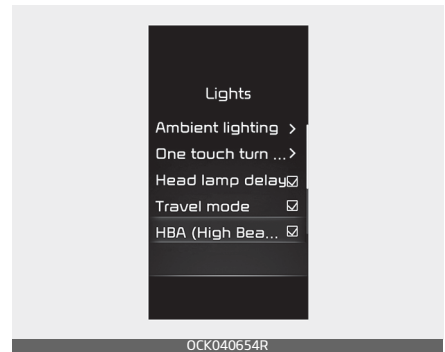 Lights
Ambient lighting >
One touch turn ...>
Head lamp delay☑
Travel mode ☑
HBA (High Bea... ☑
OCK040654R